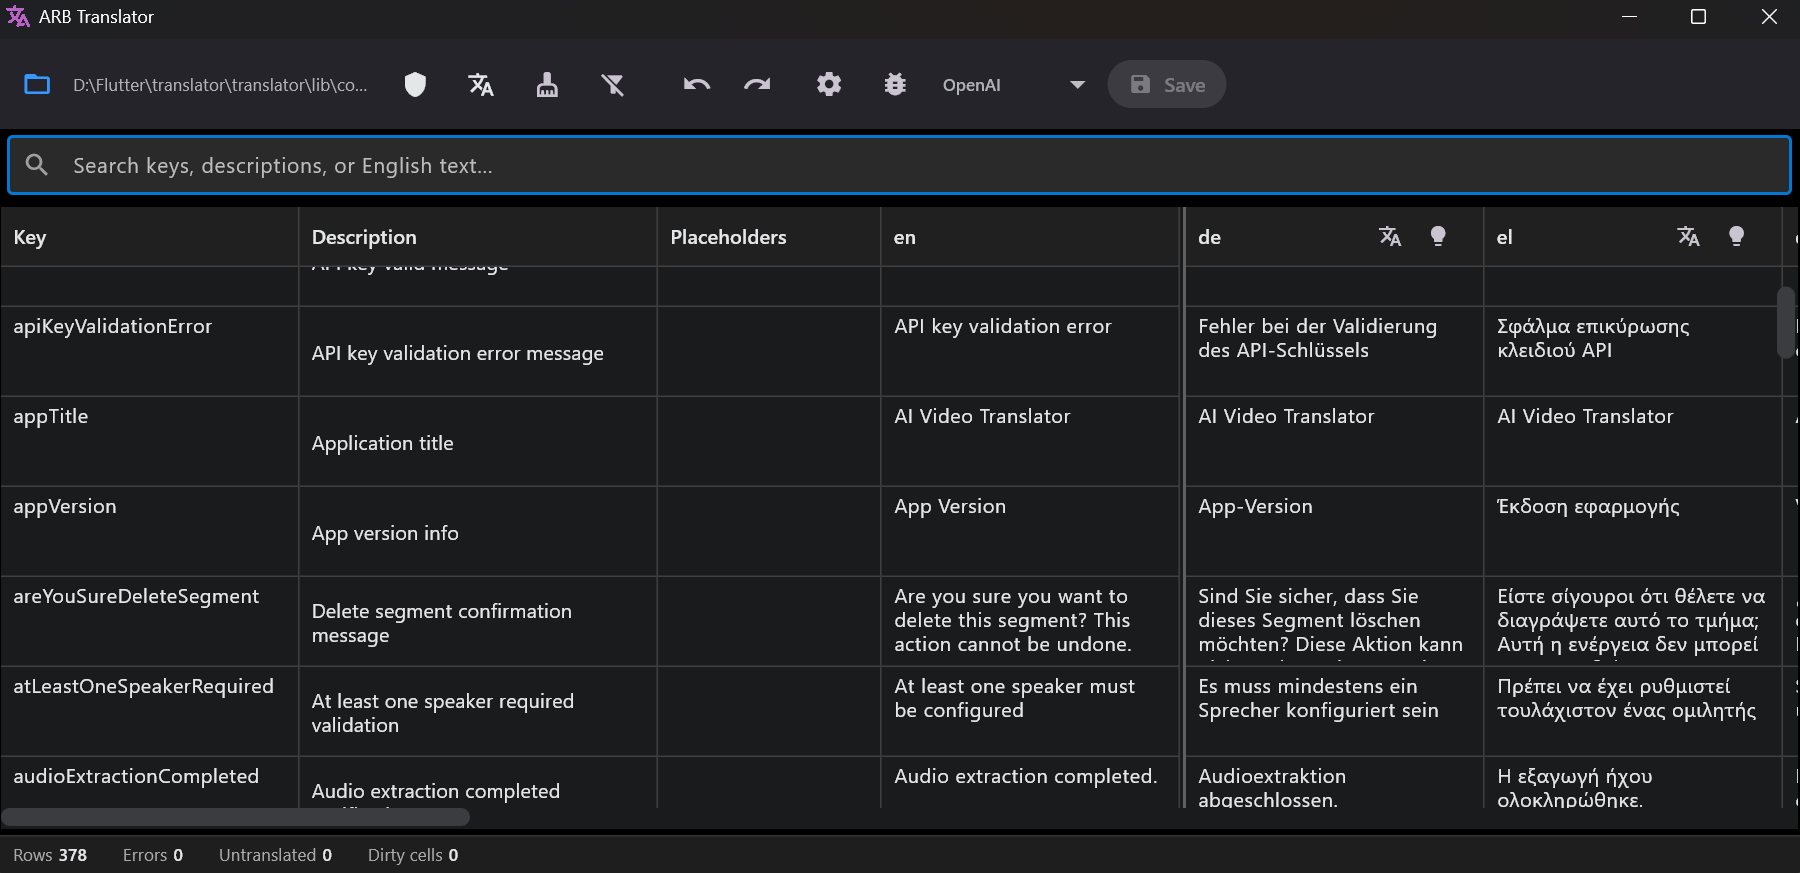 ARB Translator
D:\Flutter\translator\translator\lib\co...
OpenAI
Save
Search keys, descriptions, or English text...
Key
Description
Placeholders
en
de
el
API key valid message
apiKeyValidationError
API key validation error message
API key validation error
Fehler bei der Validierung
des API-Schlüssels
Σφάλμα επικύρωσης
κλειδιού API
appTitle
Application title
AI Video Translator
AI Video Translator
AI Video Translator
appVersion
App version info
App Version
App-Version
Έκδοση εφαρμογής
areYouSureDeleteSegment
Delete segment confirmation
message
Are you sure you want to
delete this segment? This
action cannot be undone.
Sind Sie sicher, dass Sie
dieses Segment löschen
möchten? Diese Aktion kann
Είστε σίγουροι ότι θέλετε να
διαγράψετε αυτό το τμήμα;
Αυτή η ενέργεια δεν μπορεί
atLeastOneSpeakerRequired
At least one speaker required
validation
At least one speaker must
be configured
Es muss mindestens ein
Sprecher konfiguriert sein
Πρέπει να έχει ρυθμιστεί
τουλάχιστον ένας ομιλητής
audioExtractionCompleted
Audio extraction completed
Audio extraction completed.
Audioextraktion
abgeschlossen.
Η εξαγωγή ήχου
ολοκληρώθηκε.
Rows 378
Errors 0
Untranslated 0
Dirty cells 0